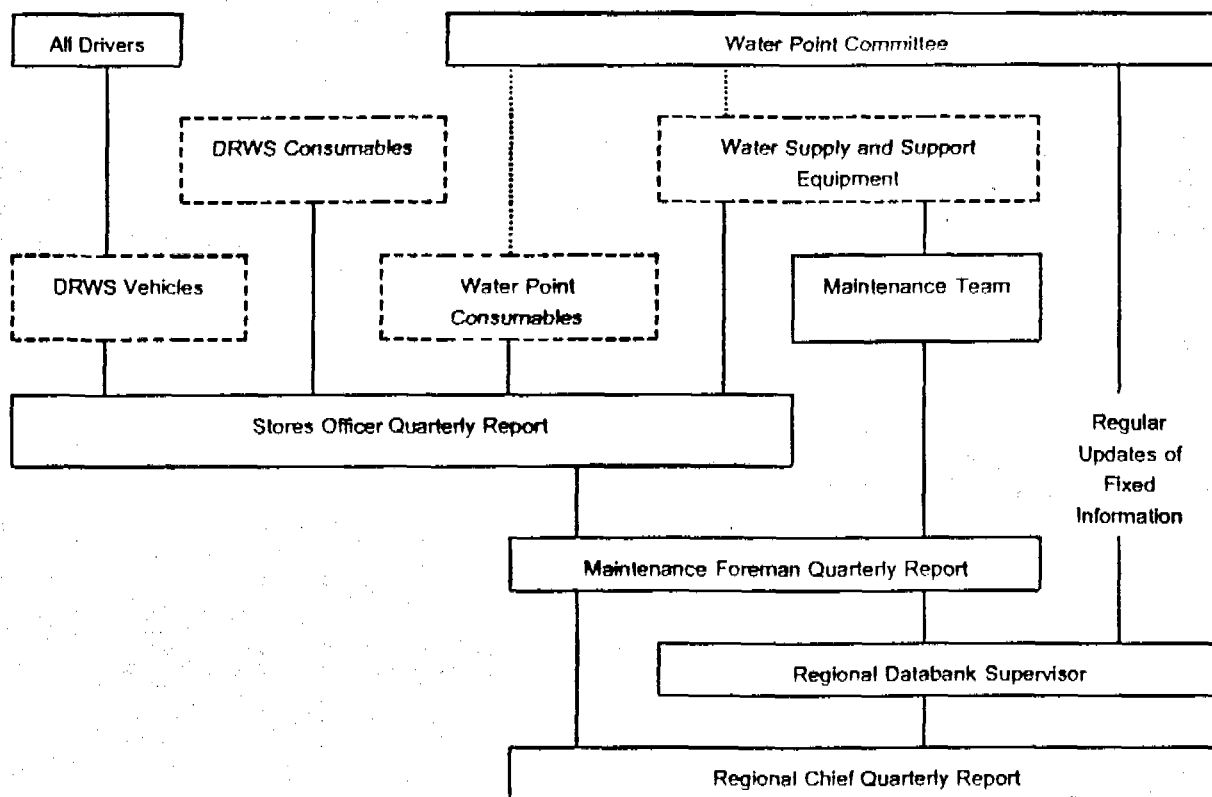 All Drivers
Water Point Committee
DRWS Consumables
Water Supply and Support
Equipment
DRWS Vehicles
Water Point
Consumables
Maintenance Team
Stores Officer Quarterly Report
Regular
Updates of
Fixed
Information
Maintenance Foreman Quarterly Report
Regional Databank Supervisor
Regional Chief Quarterly Report